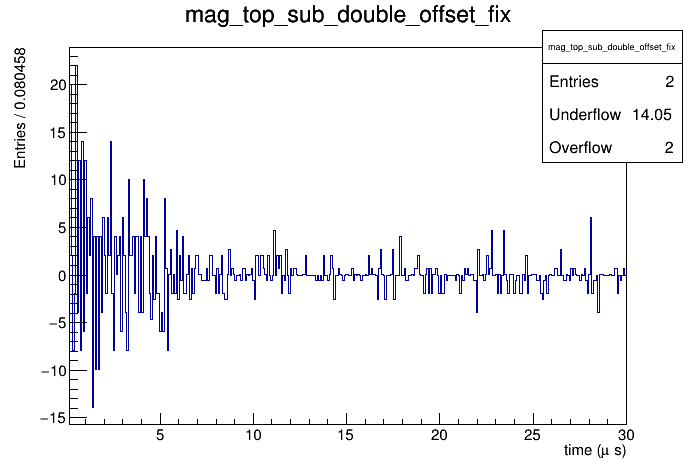 mag_top_sub_double_offset_fix
mag_top_sub_double_offset_fix
Entries 2
Underflow 14.05
Overflow 2
Entries / 0.080458
20
15
10
5
0
−5
−10
−15
5 10 15 20 25 30
time (μ s)